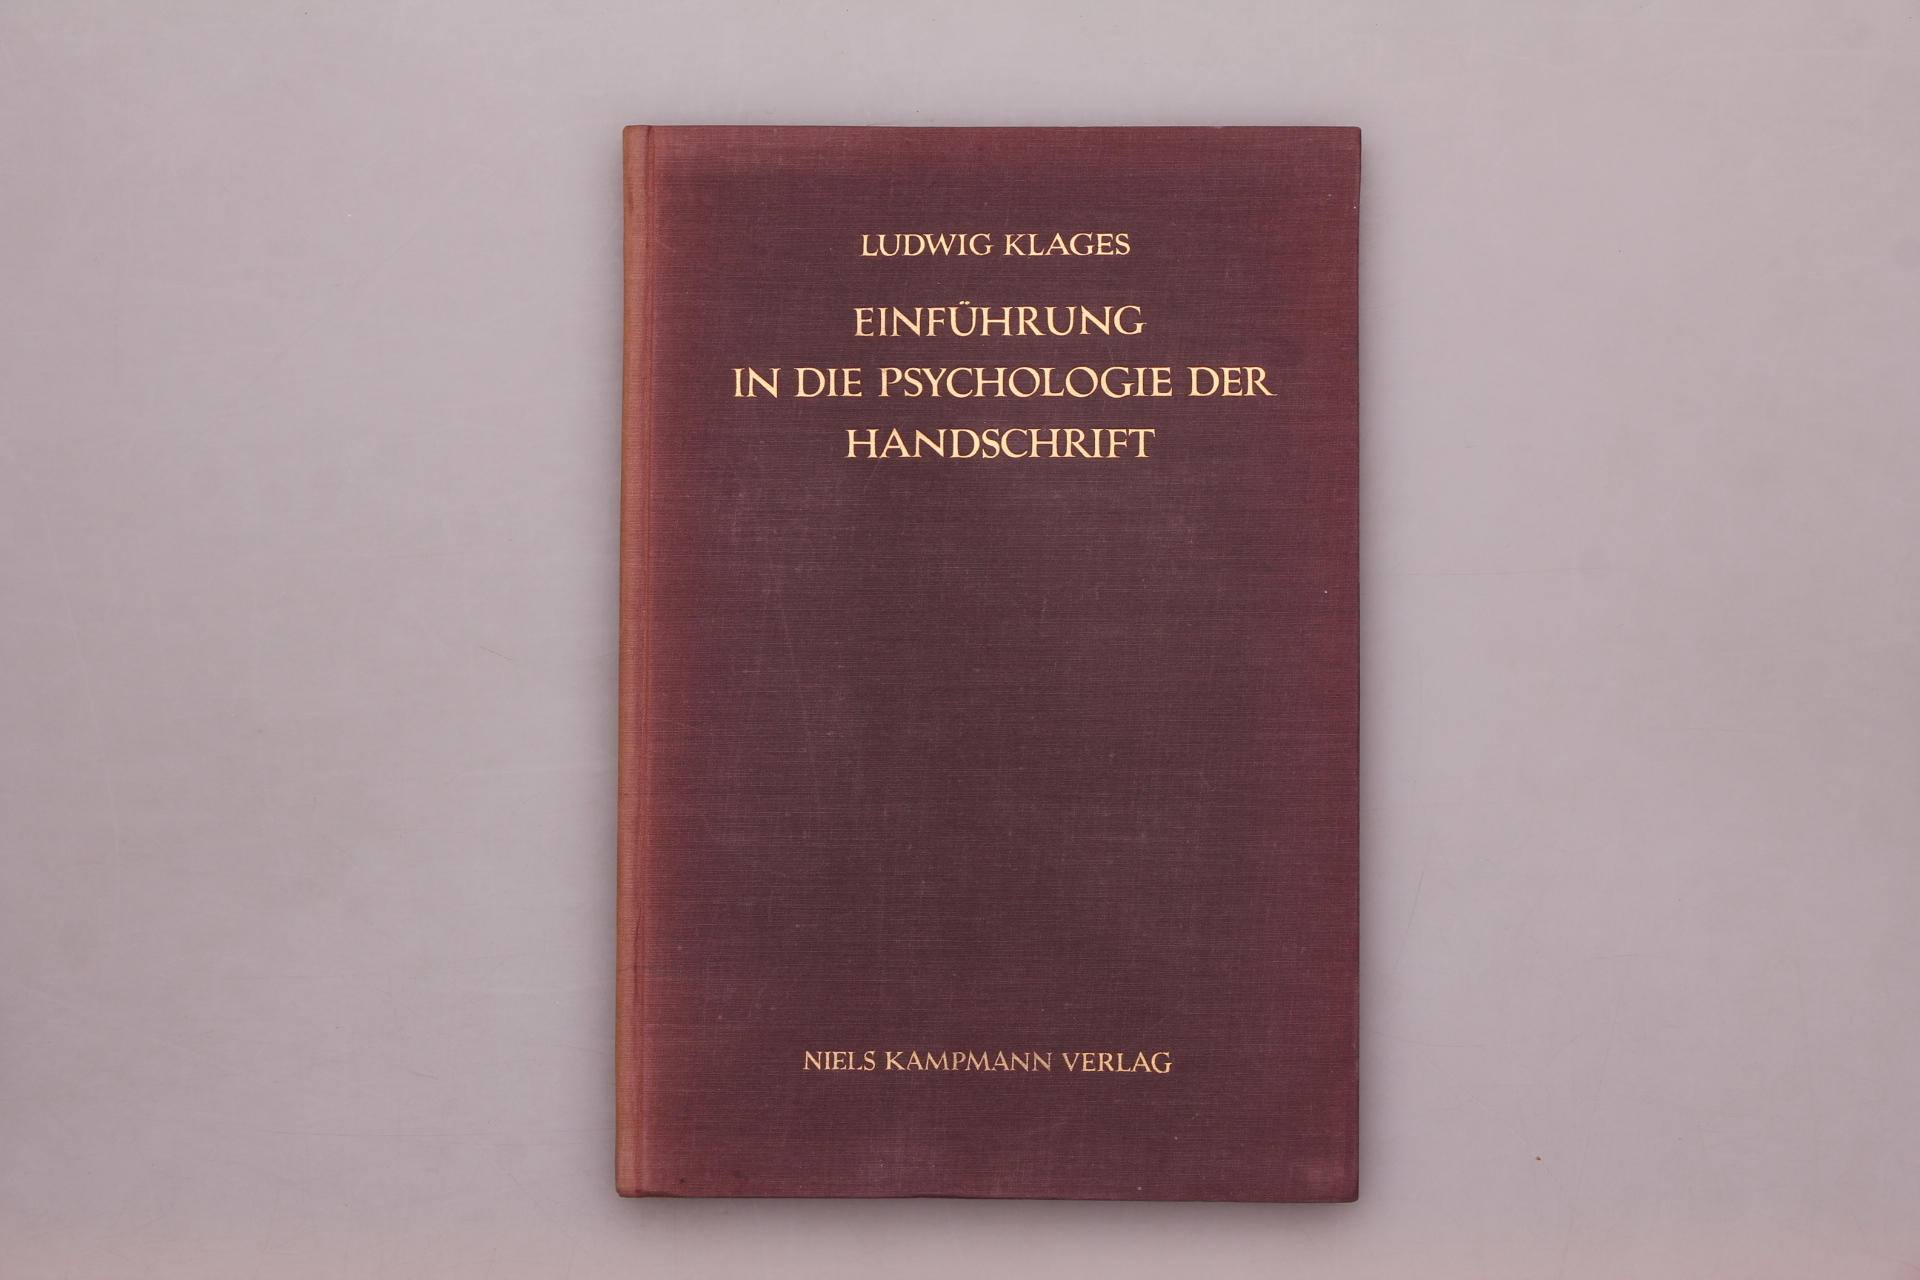 LUDWIG KLAGES
EINFÜHRUNG
IN DIE PSYCHOLOGIE DER
HANDSCHRIFT
NIELS KAMPMANN VERLAG